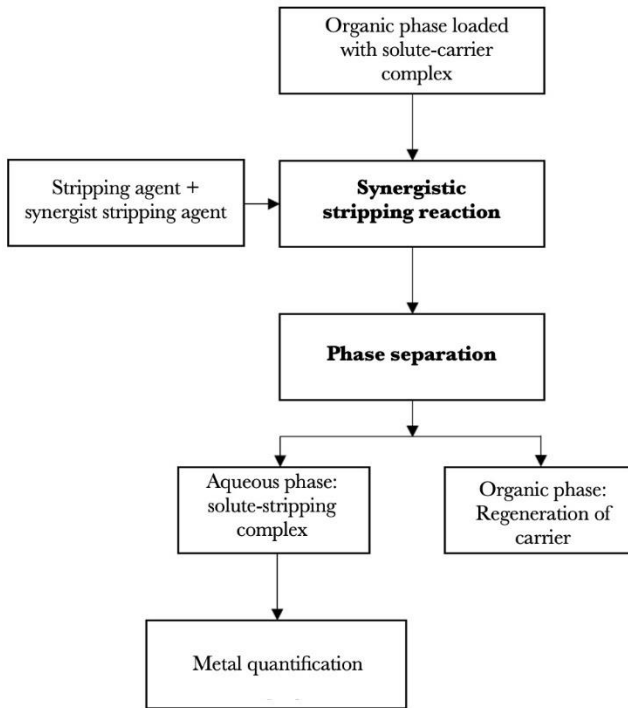 Organic phase loaded
with solute-carrier
complex
Stripping agent +
synergist stripping agent
Synergistic
stripping reaction
Phase separation
Aqueous phase:
solute-stripping
complex
Organic phase:
Regeneration of
carrier
Metal quantification